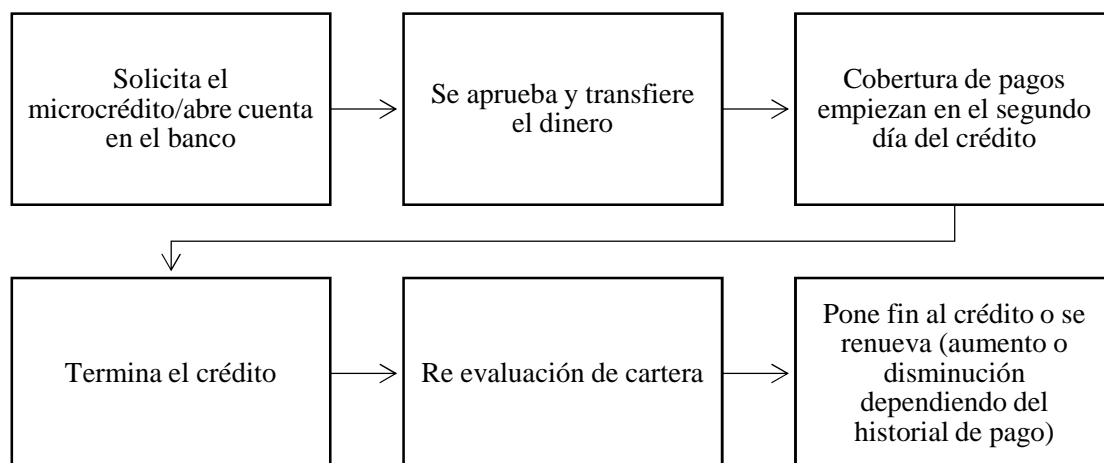 Solicita el
microcrédito/abre cuenta
en el banco
Se aprueba y transfiere
el dinero
Cobertura de pagos
empiezan en el segundo
día del crédito
Termina el crédito
Re evaluación de cartera
Pone fin al crédito o se
renueva (aumento o
disminución
dependiendo del
historial de pago)